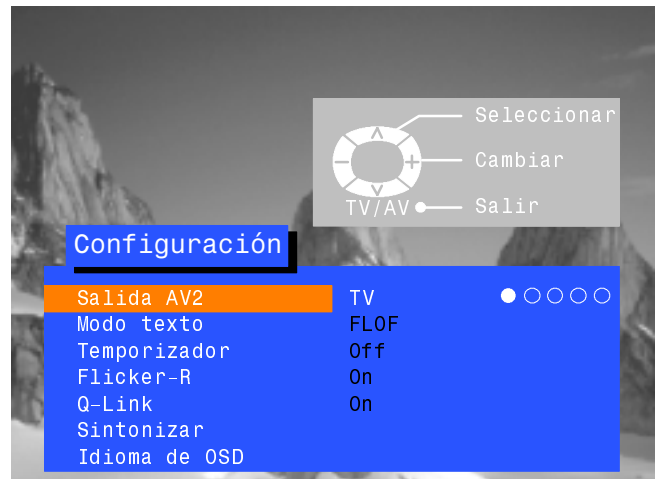 Seleccionar
Cambiar
TV/AV Salir
Configuración
Salida AV2 TV
Modo texto FLOF
Temporizador Off
Flicker-R On
Q-Link On
Sintonizar
Idioma de OSD